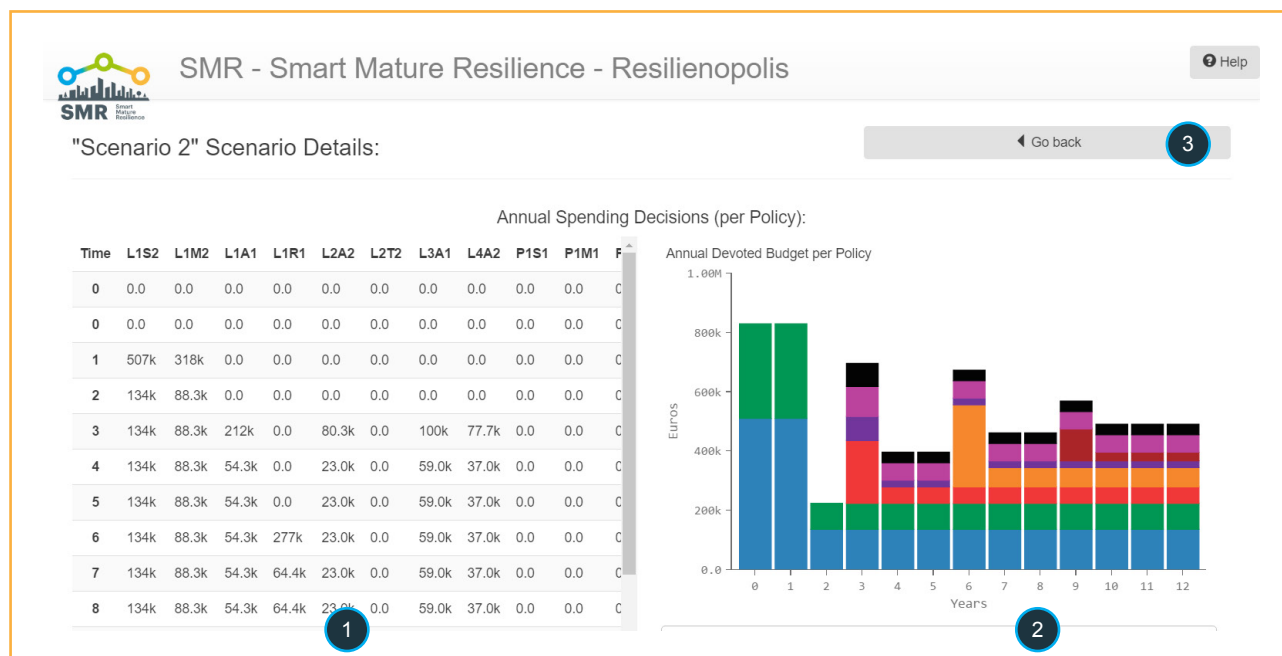 SMR - Smart Mature Resilience - Resilienopolis
Help
SMR Smart Mature Resilience
"Scenario 2" Scenario Details:
Go back
3
Annual Spending Decisions (per Policy):
Time L1S2 L1M2 L1A1 L1R1 L2A2 L2T2 L3A1 L4A2 P1S1 P1M1
0 0.0 0.0 0.0 0.0 0.0 0.0 0.0 0.0 0.0 0.0
0 0.0 0.0 0.0 0.0 0.0 0.0 0.0 0.0 0.0 0.0
1 507k 318k 0.0 0.0 0.0 0.0 0.0 0.0 0.0 0.0
2 134k 88.3k 0.0 0.0 0.0 0.0 0.0 0.0 0.0 0.0
3 134k 88.3k 212k 0.0 80.3k 0.0 100k 77.7k 0.0 0.0
4 134k 88.3k 54.3k 0.0 23.0k 0.0 59.0k 37.0k 0.0 0.0
5 134k 88.3k 54.3k 0.0 23.0k 0.0 59.0k 37.0k 0.0 0.0
6 134k 88.3k 54.3k 277k 23.0k 0.0 59.0k 37.0k 0.0 0.0
7 134k 88.3k 54.3k 64.4k 23.0k 0.0 59.0k 37.0k 0.0 0.0
8 134k 88.3k 54.3k 64.4k 23.0k 0.0 59.0k 37.0k 0.0 0.0
1
Annual Devoted Budget per Policy
1.00M
800k
600k
400k
200k
0.0
Euros
0 1 2 3 4 5 6 7 8 9 10 11 12
Years
2